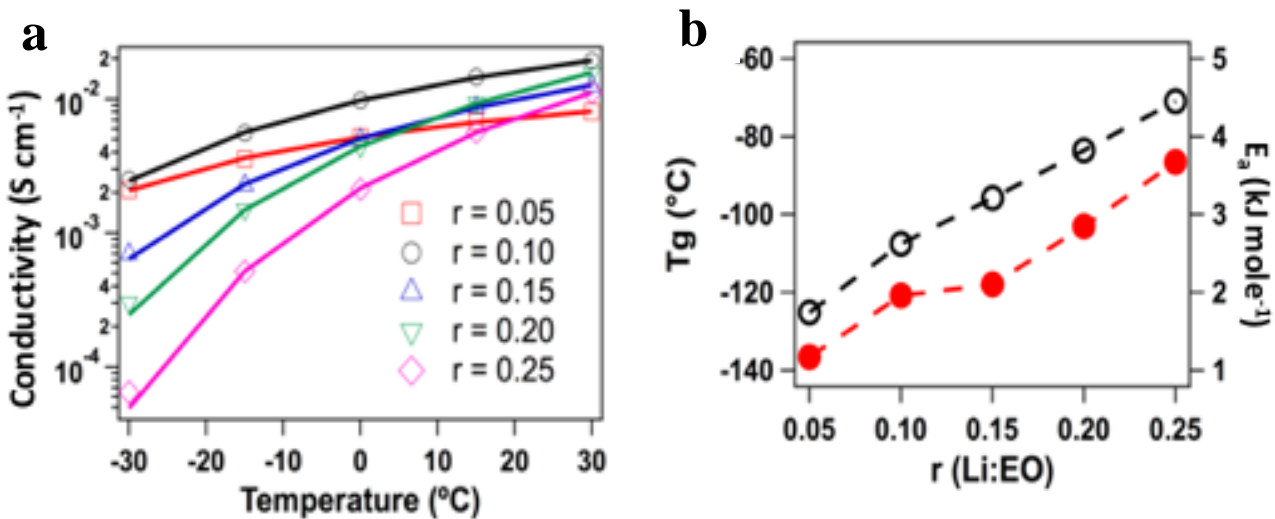 a
Conductivity (S cm⁻¹)
2
10⁻²
4
2
10⁻³
4
2
10⁻⁴
r = 0.05
r = 0.10
r = 0.15
r = 0.20
r = 0.25
-30 -20 -10 0 10 20 30
Temperature (ºC)
b
Tg (°C)
-60
-80
-100
-120
-140
5
4
3
2
1
Eₐ (kJ mole⁻¹)
0.05 0.10 0.15 0.20 0.25
r (Li:EO)